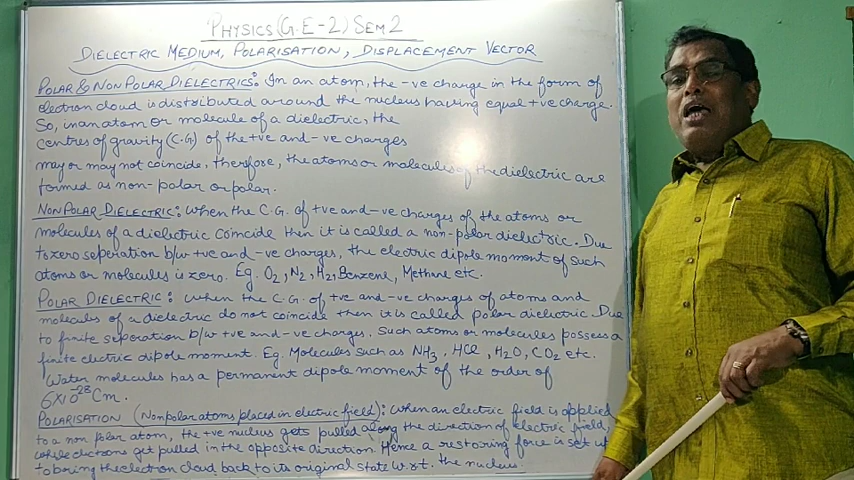 PHYSICS (G.E-2) SEM 2
DIELECTRIC MEDIUM, POLARISATION, DISPLACEMENT VECTOR
POLAR & NON POLAR DIELECTRICS: In an atom, the -ve charge in the form of
electron cloud is distributed around the nucleus having equal +ve charge.
So, in an atom or molecule of a dielectric, the
centres of gravity (C.G) of the +ve and -ve charges
may or may not coincide. therefore, the atoms or molecules of the dielectric are
formed as non-polar or polar.
NON POLAR DIELECTRIC: When the C.G. of +ve and -ve charges of the atoms or
molecules of a dielectric coincide then it is called a non-polar dielectric. Due
to zero seperation b/w +ve and -ve charges, the electric dipole moment of such
atoms or molecules is zero. Eg. O2, N2, H2, Benzene, Methane etc.
POLAR DIELECTRIC: When the C.G. of +ve and -ve charges of atoms and
molecules of a dielectric do not coincide then it is called polar dielectric. Due
to finite seporation b/w +ve and -ve charges. Such atoms or molecules possess a
finite electric dipole moment. Eg. Molecules such as NH3, HCl, H2O, CO2 etc.
Water molecules has a permanent dipole moment of the order of
6x10^-28 Cm.
POLARISATION (Nonpolar atoms placed in electric field): When an electric field is applied
to a non polar atom, the +ve nucleus gets pulled along the direction of electric field,
while electrons get pulled in the opposite direction. Hence a restoring force is set up
to bring the electron cloud back to its original state w.r.t. the nucleus.